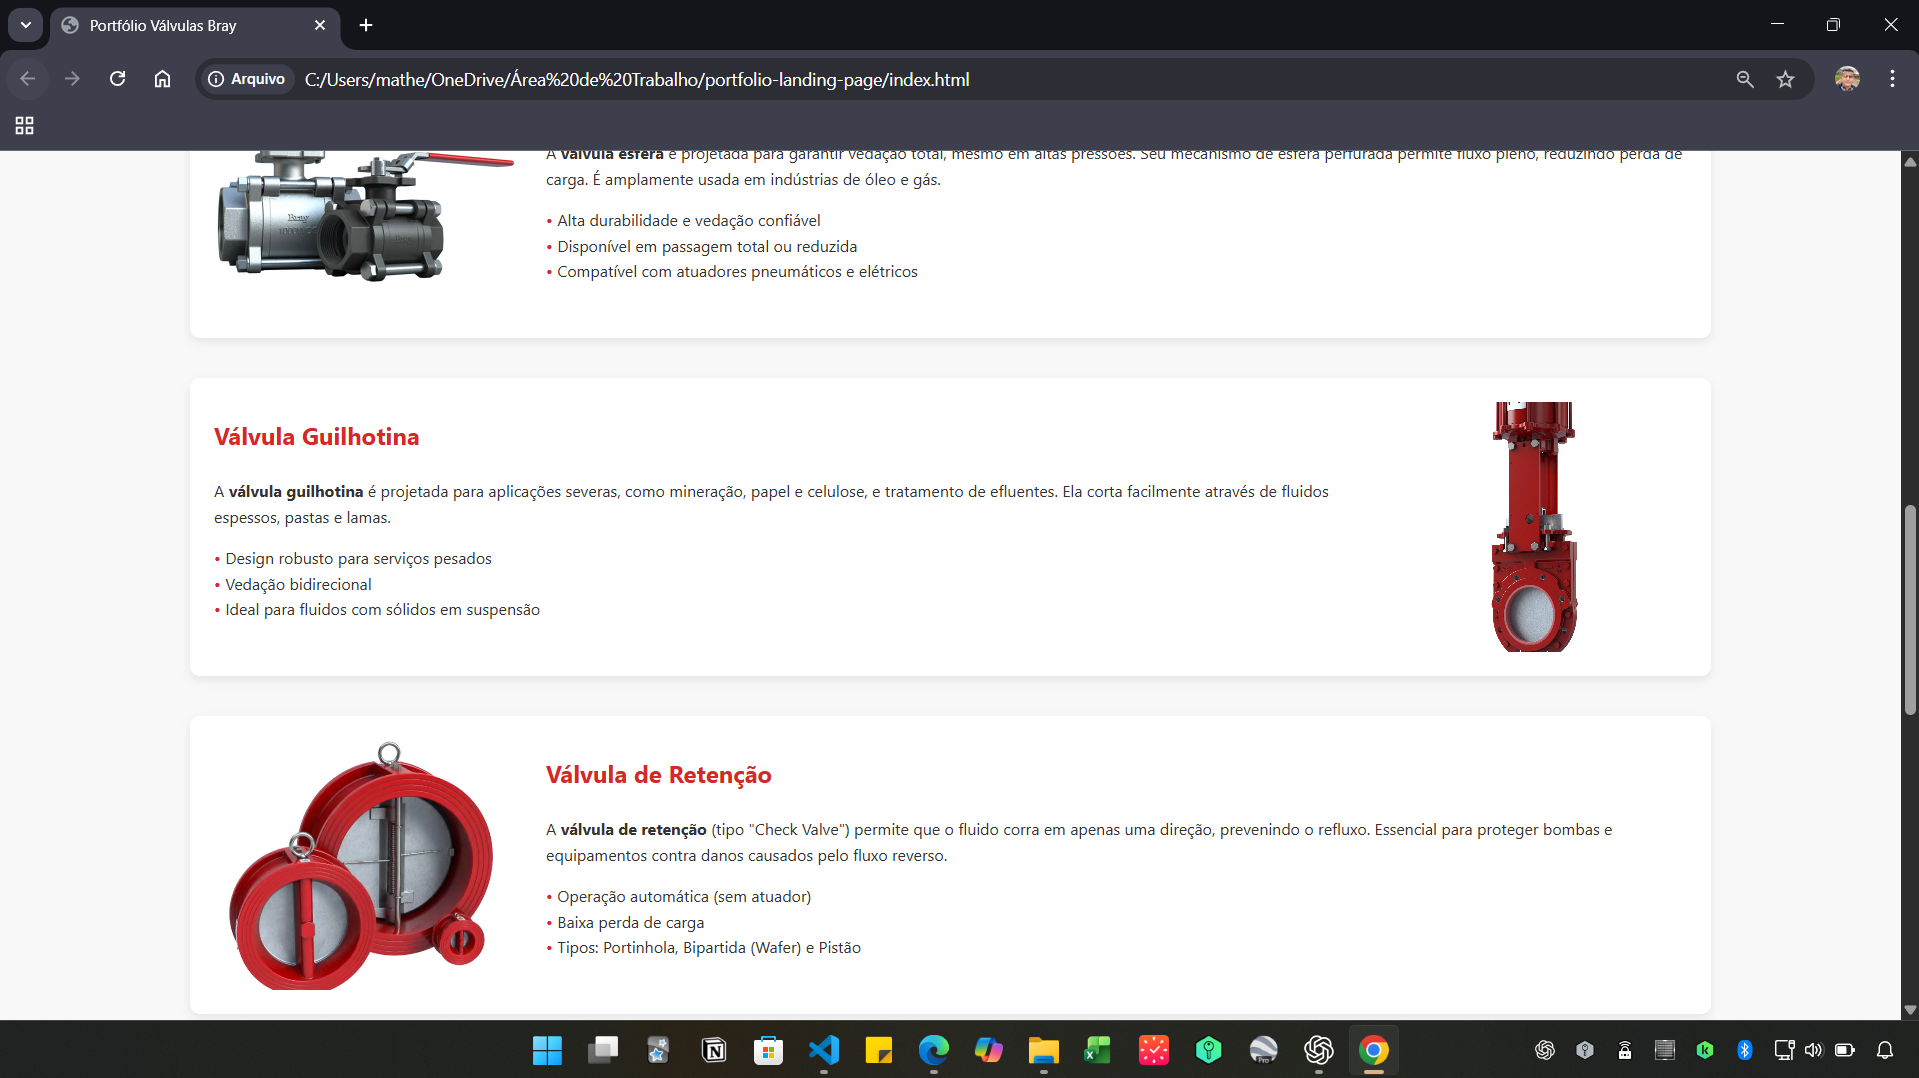 Portfólio Válvulas Bray
Arquivo C:/Users/mathe/OneDrive/Área%20de%20Trabalho/portfolio-landing-page/index.html
A válvula esfera é projetada para garantir vedação total, mesmo em altas pressões. Seu mecanismo de esfera perfurada permite fluxo pleno, reduzindo perda de
carga. É amplamente usada em indústrias de óleo e gás.
• Alta durabilidade e vedação confiável
• Disponível em passagem total ou reduzida
• Compatível com atuadores pneumáticos e elétricos
Válvula Guilhotina
A válvula guilhotina é projetada para aplicações severas, como mineração, papel e celulose, e tratamento de efluentes. Ela corta facilmente através de fluidos
espessos, pastas e lamas.
• Design robusto para serviços pesados
• Vedação bidirecional
• Ideal para fluidos com sólidos em suspensão
Válvula de Retenção
A válvula de retenção (tipo "Check Valve") permite que o fluido corra em apenas uma direção, prevenindo o refluxo. Essencial para proteger bombas e
equipamentos contra danos causados pelo fluxo reverso.
• Operação automática (sem atuador)
• Baixa perda de carga
• Tipos: Portinhola, Bipartida (Wafer) e Pistão